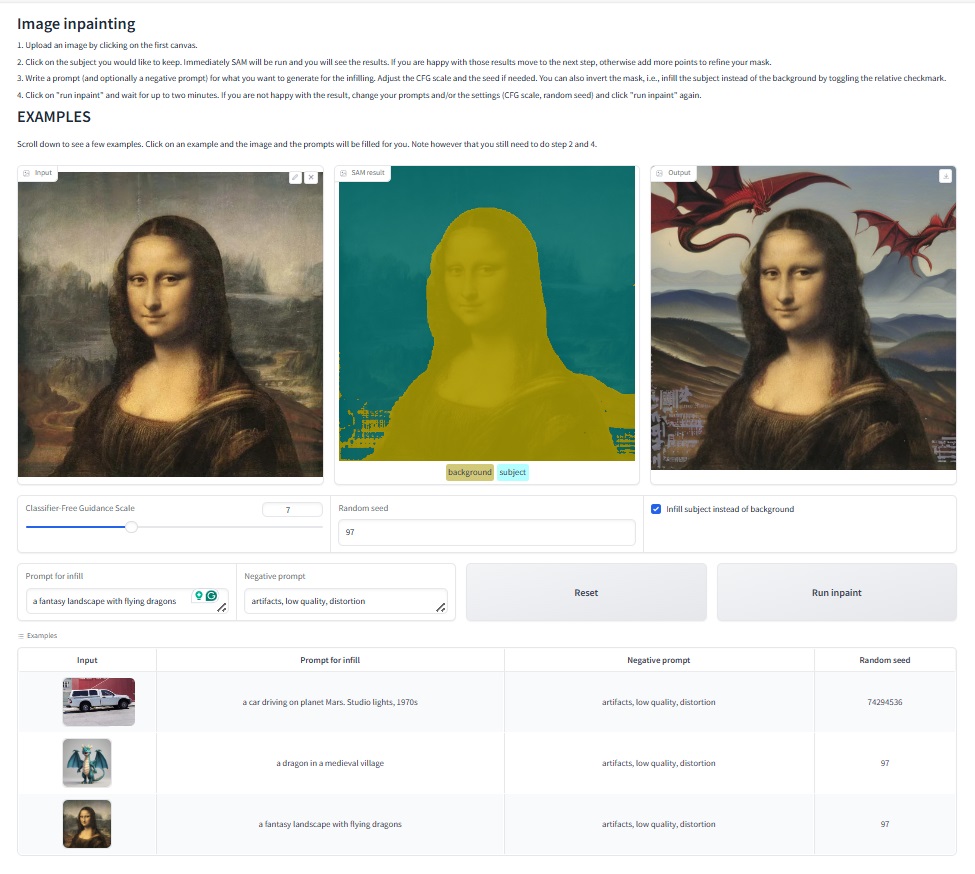 Image inpainting
1. Upload an image by clicking on the first canvas.
2. Click on the subject you would like to keep. Immediately SAM will be run and you will see the results. If you are happy with those results move to the next step, otherwise add more points to refine your mask.
3. Write a prompt (and optionally a negative prompt) for what you want to generate for the infilling. Adjust the CFG scale and the seed if needed. You can also invert the mask, i.e., infill the subject instead of the background by toggling the relative checkmark.
4. Click on "run inpaint" and wait for up to two minutes. If you are not happy with the result, change your prompts and/or the settings (CFG scale, random seed) and click "run inpaint" again.
EXAMPLES
Scroll down to see a few examples. Click on an example and the image and the prompts will be filled for you. Note however that you still need to do step 2 and 4.
Input
SAM result
Output
background subject
Classifier-Free Guidance Scale
7
Random seed
97
Infill subject instead of background
Prompt for infill
a fantasy landscape with flying dragons
Negative prompt
artifacts, low quality, distortion
Reset
Run inpaint
Examples
Input Prompt for infill Negative prompt Random seed
a car driving on planet Mars. Studio lights, 1970s artifacts, low quality, distortion 74294536
a dragon in a medieval village artifacts, low quality, distortion 97
a fantasy landscape with flying dragons artifacts, low quality, distortion 97